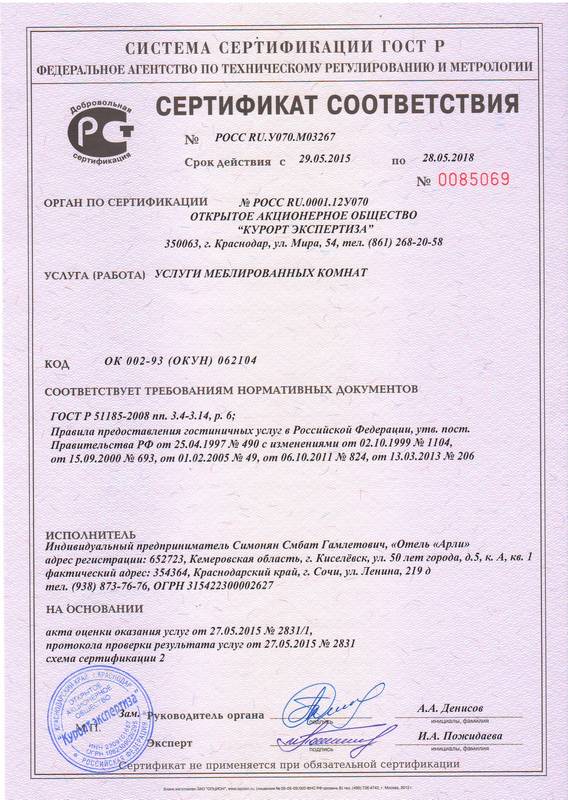 СИСТЕМА СЕРТИФИКАЦИИ ГОСТ Р
ФЕДЕРАЛЬНОЕ АГЕНТСТВО ПО ТЕХНИЧЕСКОМУ РЕГУЛИРОВАНИЮ И МЕТРОЛОГИИ
Добровольная
сертификация
СЕРТИФИКАТ СООТВЕТСТВИЯ
№ РОСС RU.У070.М03267
Срок действия с 29.05.2015 по 28.05.2018
№ 0085069
ОРГАН ПО СЕРТИФИКАЦИИ № РОСС RU.0001.12У070
ОТКРЫТОЕ АКЦИОНЕРНОЕ ОБЩЕСТВО
“КУРОРТ ЭКСПЕРТИЗА”
350063, г. Краснодар, ул. Мира, 54, тел. (861) 268-20-58
УСЛУГА (РАБОТА) УСЛУГИ МЕБЛИРОВАННЫХ КОМНАТ
КОД ОК 002-93 (ОКУН) 062104
СООТВЕТСТВУЕТ ТРЕБОВАНИЯМ НОРМАТИВНЫХ ДОКУМЕНТОВ
ГОСТ Р 51185-2008 пп. 3.4-3.14, р. 6;
Правила предоставления гостиничных услуг в Российской Федерации, утв. пост.
Правительства РФ от 25.04.1997 № 490 с изменениями от 02.10.1999 № 1104,
от 15.09.2000 № 693, от 01.02.2005 № 49, от 06.10.2011 № 824, от 13.03.2013 № 206
ИСПОЛНИТЕЛЬ
Индивидуальный предприниматель Симонян Смбат Гамлетович, «Отель «Арли»
адрес регистрации: 652723, Кемеровская область, г. Киселёвск, ул. 50 лет города, д.5, к. А, кв. 1
фактический адрес: 354364, Краснодарский край, г. Сочи, ул. Ленина, 219 д
тел. (938) 873-76-76, ОГРН 315422300002627
НА ОСНОВАНИИ
акта оценки оказания услуг от 27.05.2015 № 2831/1,
протокола проверки результата услуг от 27.05.2015 № 2831
схема сертификации 2
КРАСНОДАРСКИЙ КРАЙ, Г. КРАСНОДАР
ОТКРЫТОЕ
АКЦИОНЕРНОЕ
ОБЩЕСТВО
"Курорт-экспертиза"
РОССИЙСКАЯ ФЕДЕРАЦИЯ
М.П.
Зам. Руководитель органа
подпись
А.А. Денисов
инициалы, фамилия
Эксперт
подпись
И.А. Пожидаева
инициалы, фамилия
Сертификат не применяется при обязательной сертификации